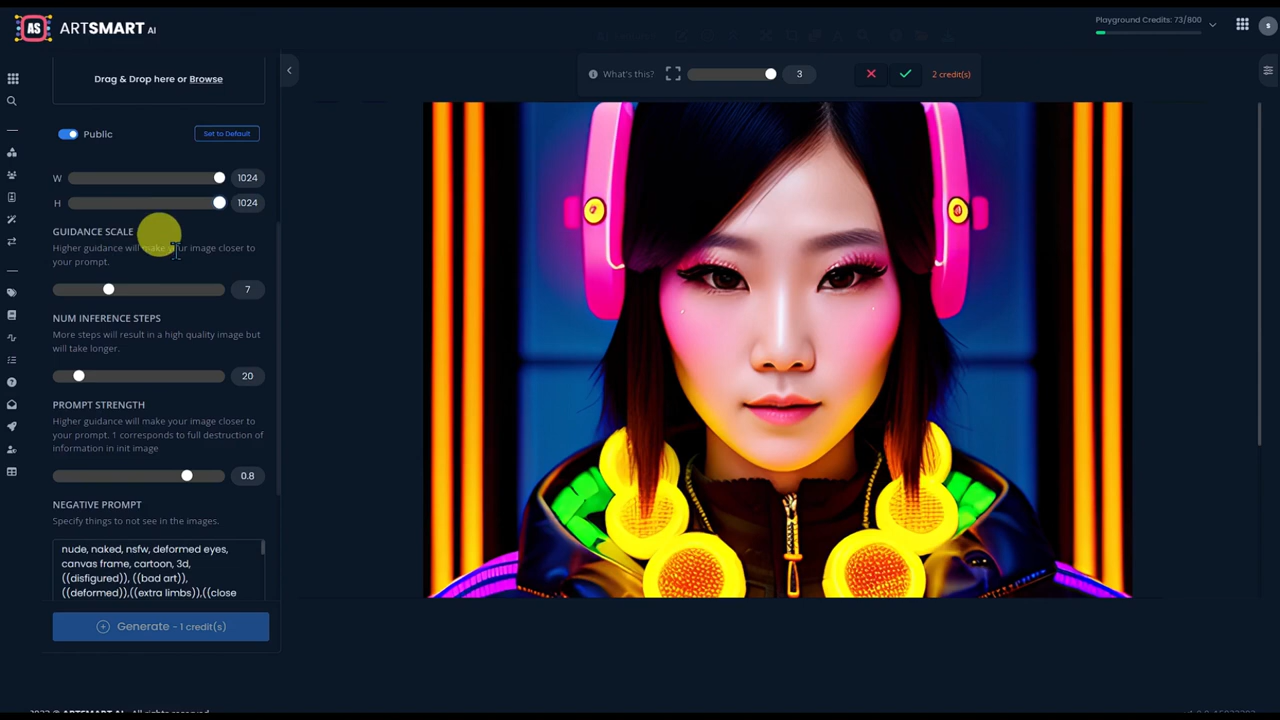 AS ARTSMART AI
Playground Credits: 73/800
S
Drag & Drop here or Browse
What's this?
3
2 credit(s)
Public
Set to Default
W
1024
H
1024
GUIDANCE SCALE
Higher guidance will make your image closer to
your prompt.
7
NUM INFERENCE STEPS
More steps will result in a high quality image but
will take longer.
20
PROMPT STRENGTH
Higher guidance will make your image closer to
your prompt. 1 corresponds to full destruction of
information in init image
0.8
NEGATIVE PROMPT
Specify things to not see in the images.
nude, naked, nsfw, deformed eyes,
canvas frame, cartoon, 3d,
((disfigured)), ((bad art)),
((deformed)),((extra limbs)),((close
Generate - 1 credit(s)